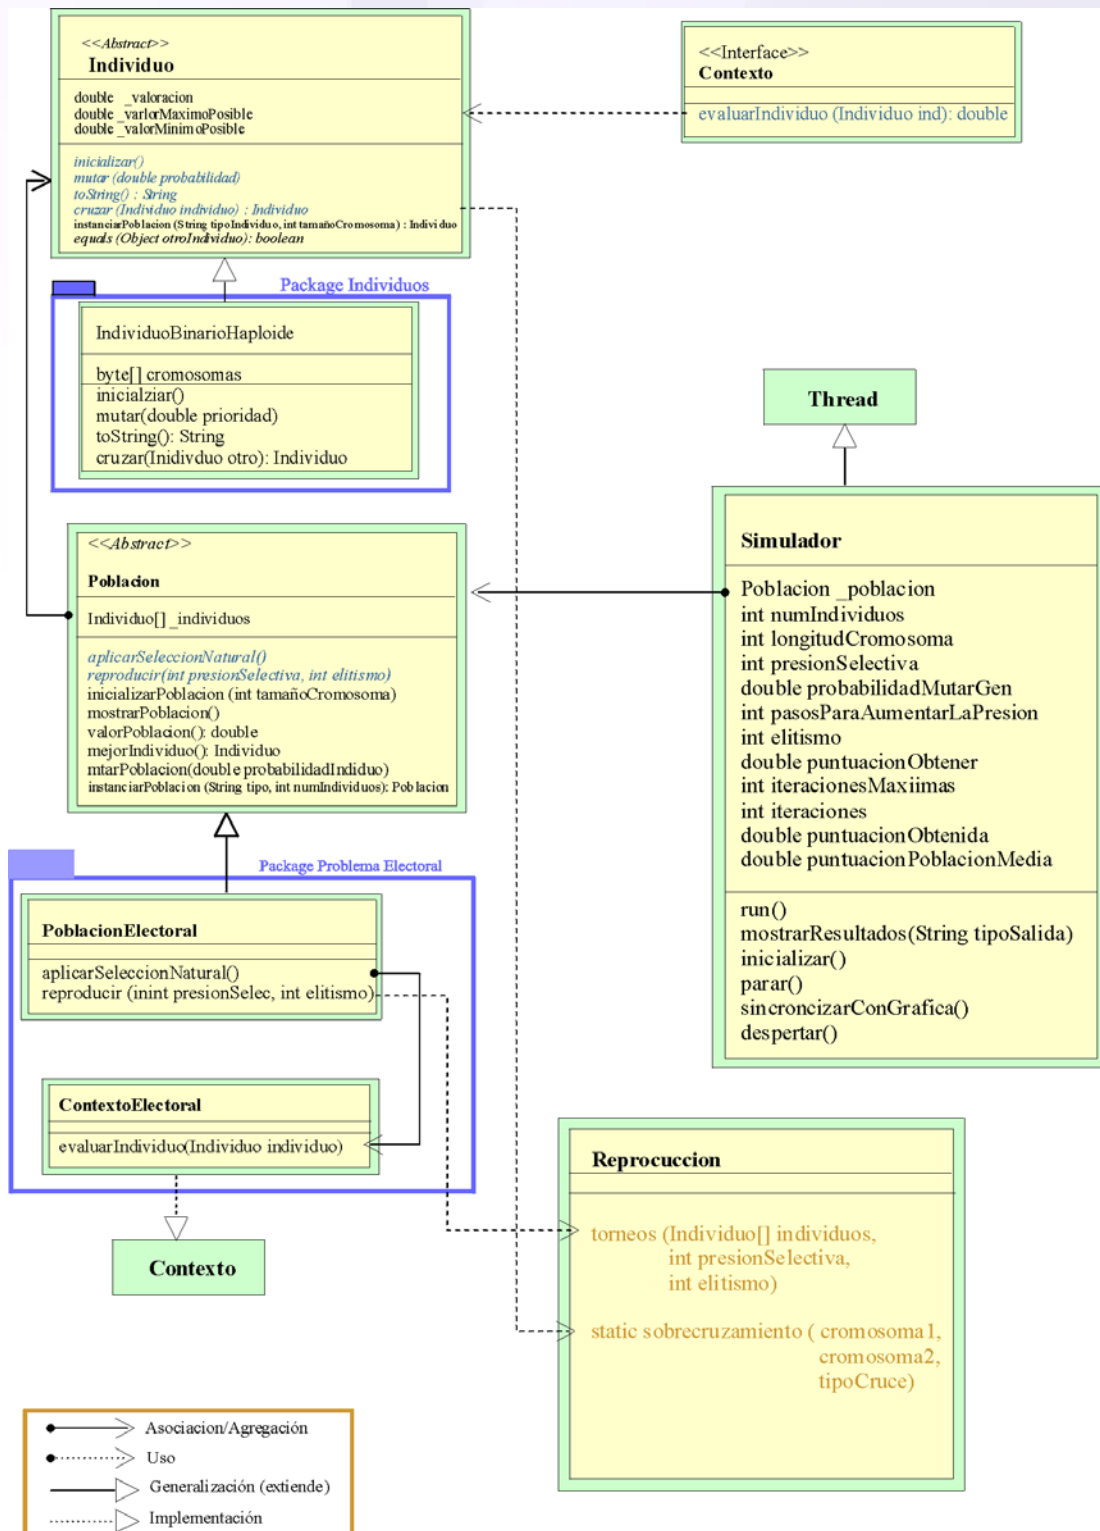 <<Abstract>>
Individuo
double _valoracion
double _varlorMaximoPosible
double _valorMinimoPosible
inicializar()
mutar (double probabilidad)
toString() : String
cruzar (Individuo individuo) : Individuo
instanciarPoblacion (String tipoIndividuo, int tamañoCromosoma) : Individuo
equals (Object otroIndividuo): boolean
<<Interface>>
Contexto
evaluarIndividuo (Individuo ind): double
Package Individuos
IndividuoBinarioHaploide
byte[] cromosomas
inicialziar()
mutar(double prioridad)
toString(): String
cruzar(Inidivduo otro): Individuo
Thread
<<Abstract>>
Poblacion
Individuo[] _individuos
aplicarSeleccionNatural()
reproducir(int presionSelectiva, int elitismo)
inicializarPoblacion (int tamañoCromosoma)
mostrarPoblacion()
valorPoblacion(): double
mejorIndividuo(): Individuo
mtarPoblacion(double probabilidadIndiduo)
instanciarPoblacion (String tipo, int numIndividuos): Poblacion
Simulador
Poblacion _poblacion
int numIndividuos
int longitudCromosoma
int presionSelectiva
double probabilidadMutarGen
int pasosParaAumentarLaPresion
int elitismo
double puntuacionObtener
int iteracionesMaxiimas
int iteraciones
double puntuacionObtenida
double puntuacionPoblacionMedia
run()
mostrarResultados(String tipoSalida)
inicializar()
parar()
sincroncizarConGrafica()
despertar()
Package Problema Electoral
PoblacionElectoral
aplicarSeleccionNatural()
reproducir (inint presionSelec, int elitismo)
ContextoElectoral
evaluarIndividuo(Individuo individuo)
Contexto
Reprocuccion
torneos (Individuo[] individuos,
int presionSelectiva,
int elitismo)
static sobrecruzamiento ( cromosoma1,
cromosoma2,
tipoCruce)
Asociacion/Agregación
Uso
Generalización (extiende)
Implementación